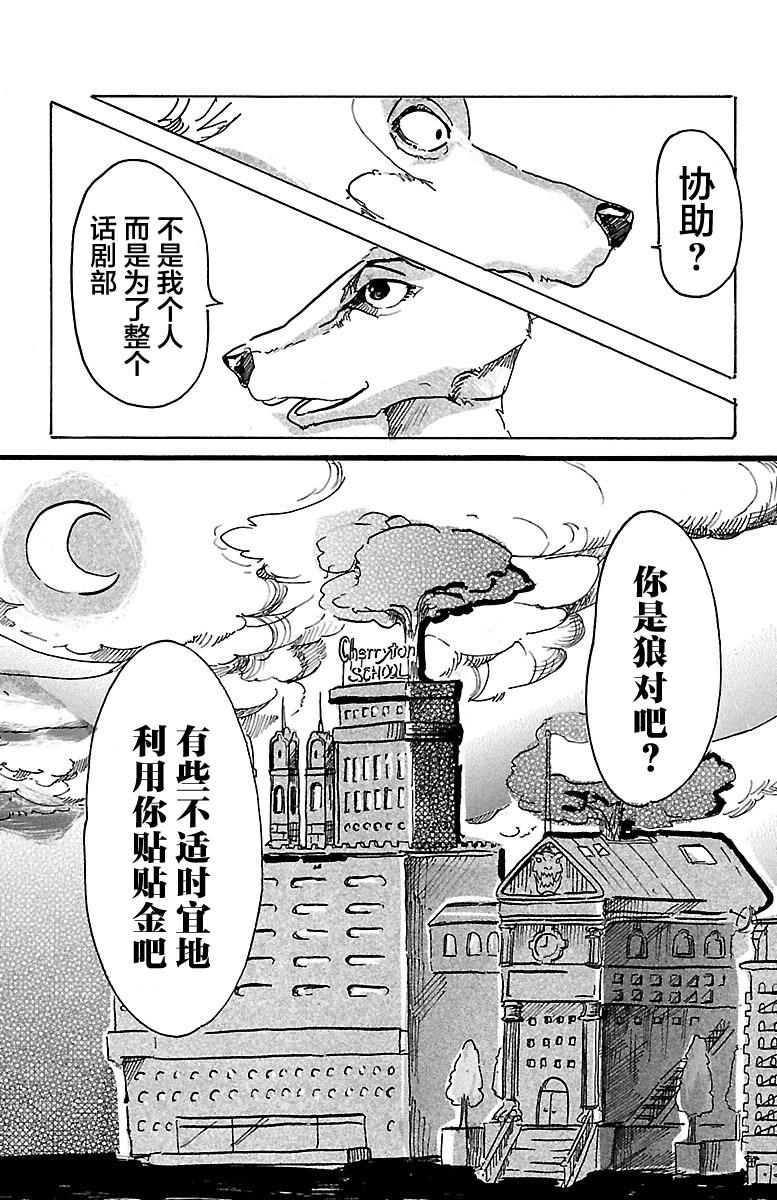 协助？
不是我个人
而是为了整个
话剧部
你是狼对吧？
Cherryton
SCHOOL
有些不适时宜地
利用你贴贴金吧